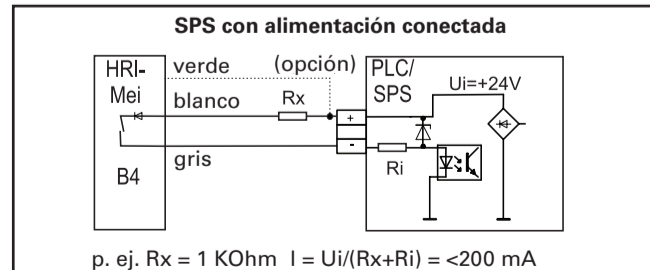 SPS con alimentación conectada
HRI-
Mei
B4
verde
(opción)
blanco
Rx
gris
+
-
PLC/
SPS
Ui=+24V
Ri
p. ej. Rx = 1 KOhm I = Ui/(Rx+Ri) = <200 mA